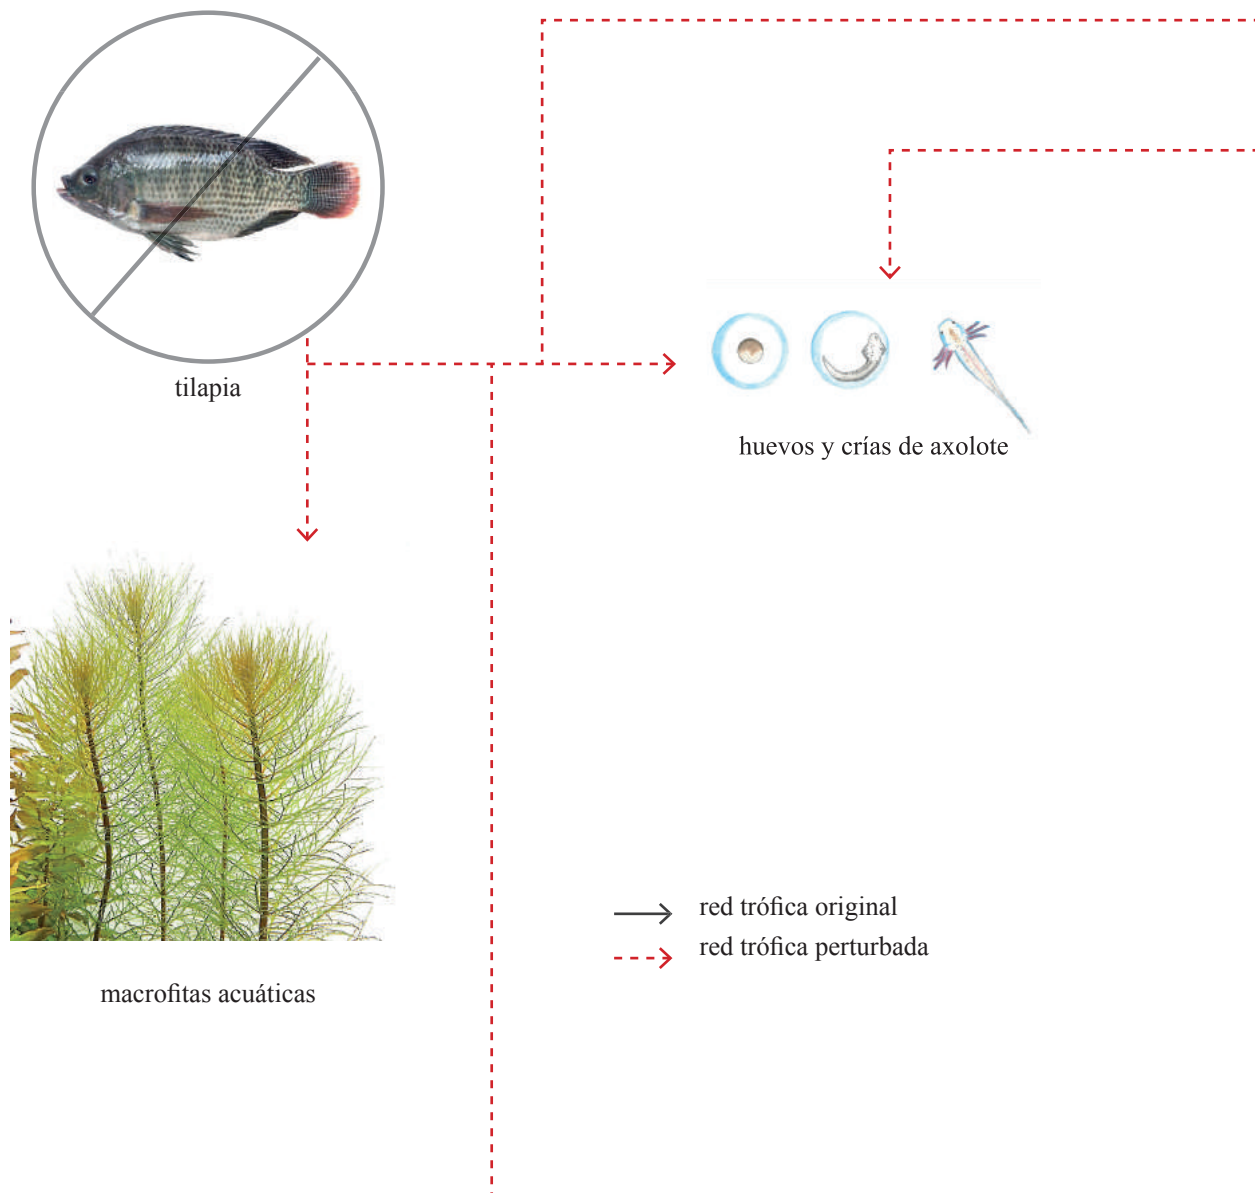 tilapia
huevos y crías de axolote
red trófica original
red trófica perturbada
macrofitas acuáticas